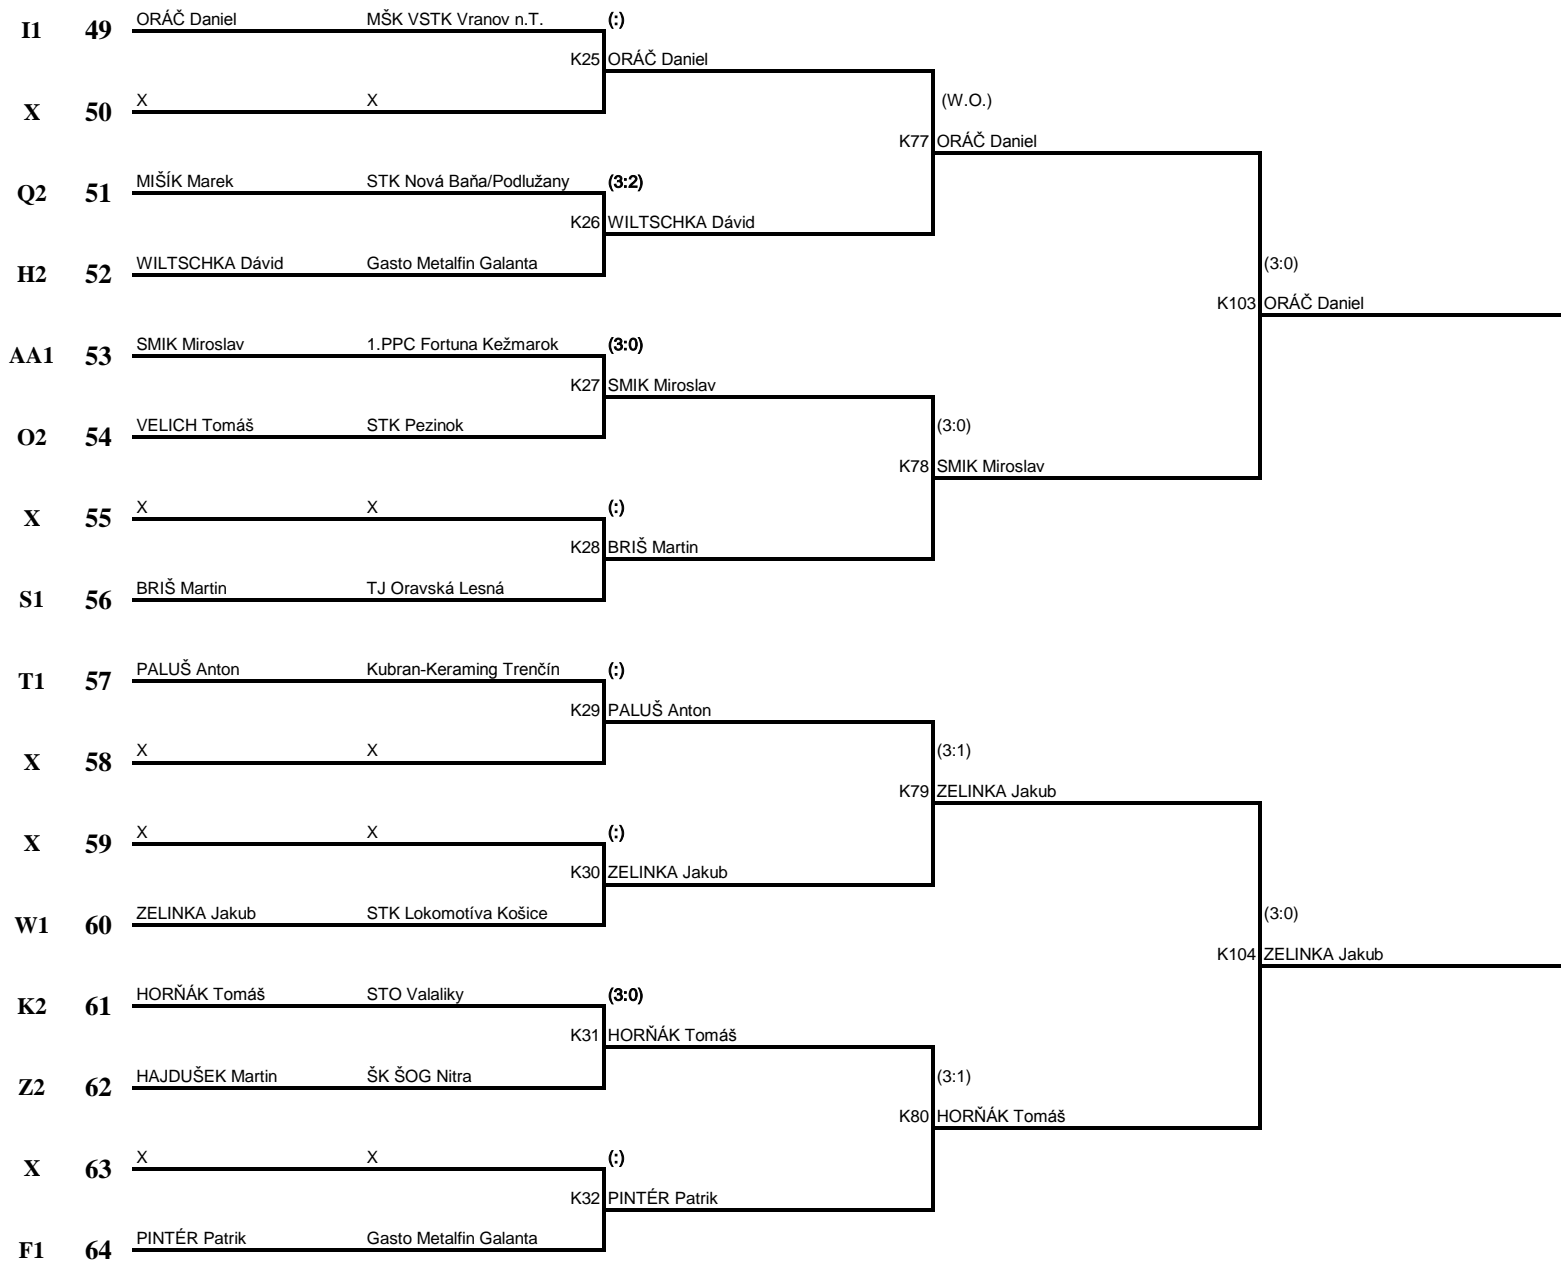 I1 49 ORÁČ Daniel MŠK VSTK Vranov n.T. (:)
K25 ORÁČ Daniel
X 50 X X (W.O.)
K77 ORÁČ Daniel
Q2 51 MIŠÍK Marek STK Nová Baňa/Podlužany (3:2)
K26 WILTSCHKA Dávid
H2 52 WILTSCHKA Dávid Gasto Metalfin Galanta (3:0)
K103 ORÁČ Daniel
AA1 53 SMIK Miroslav 1.PPC Fortuna Kežmarok (3:0)
K27 SMIK Miroslav
O2 54 VELICH Tomáš STK Pezinok (3:0)
K78 SMIK Miroslav
X 55 X X (:)
K28 BRIŠ Martin
S1 56 BRIŠ Martin TJ Oravská Lesná
T1 57 PALUŠ Anton Kubran-Keraming Trenčín (:)
K29 PALUŠ Anton
X 58 X X (3:1)
K79 ZELINKA Jakub
X 59 X X (:)
K30 ZELINKA Jakub
W1 60 ZELINKA Jakub STK Lokomotíva Košice (3:0)
K104 ZELINKA Jakub
K2 61 HORŇÁK Tomáš STO Valaliky (3:0)
K31 HORŇÁK Tomáš
Z2 62 HAJDUŠEK Martin ŠK ŠOG Nitra (3:1)
K80 HORŇÁK Tomáš
X 63 X X (:)
K32 PINTÉR Patrik
F1 64 PINTÉR Patrik Gasto Metalfin Galanta